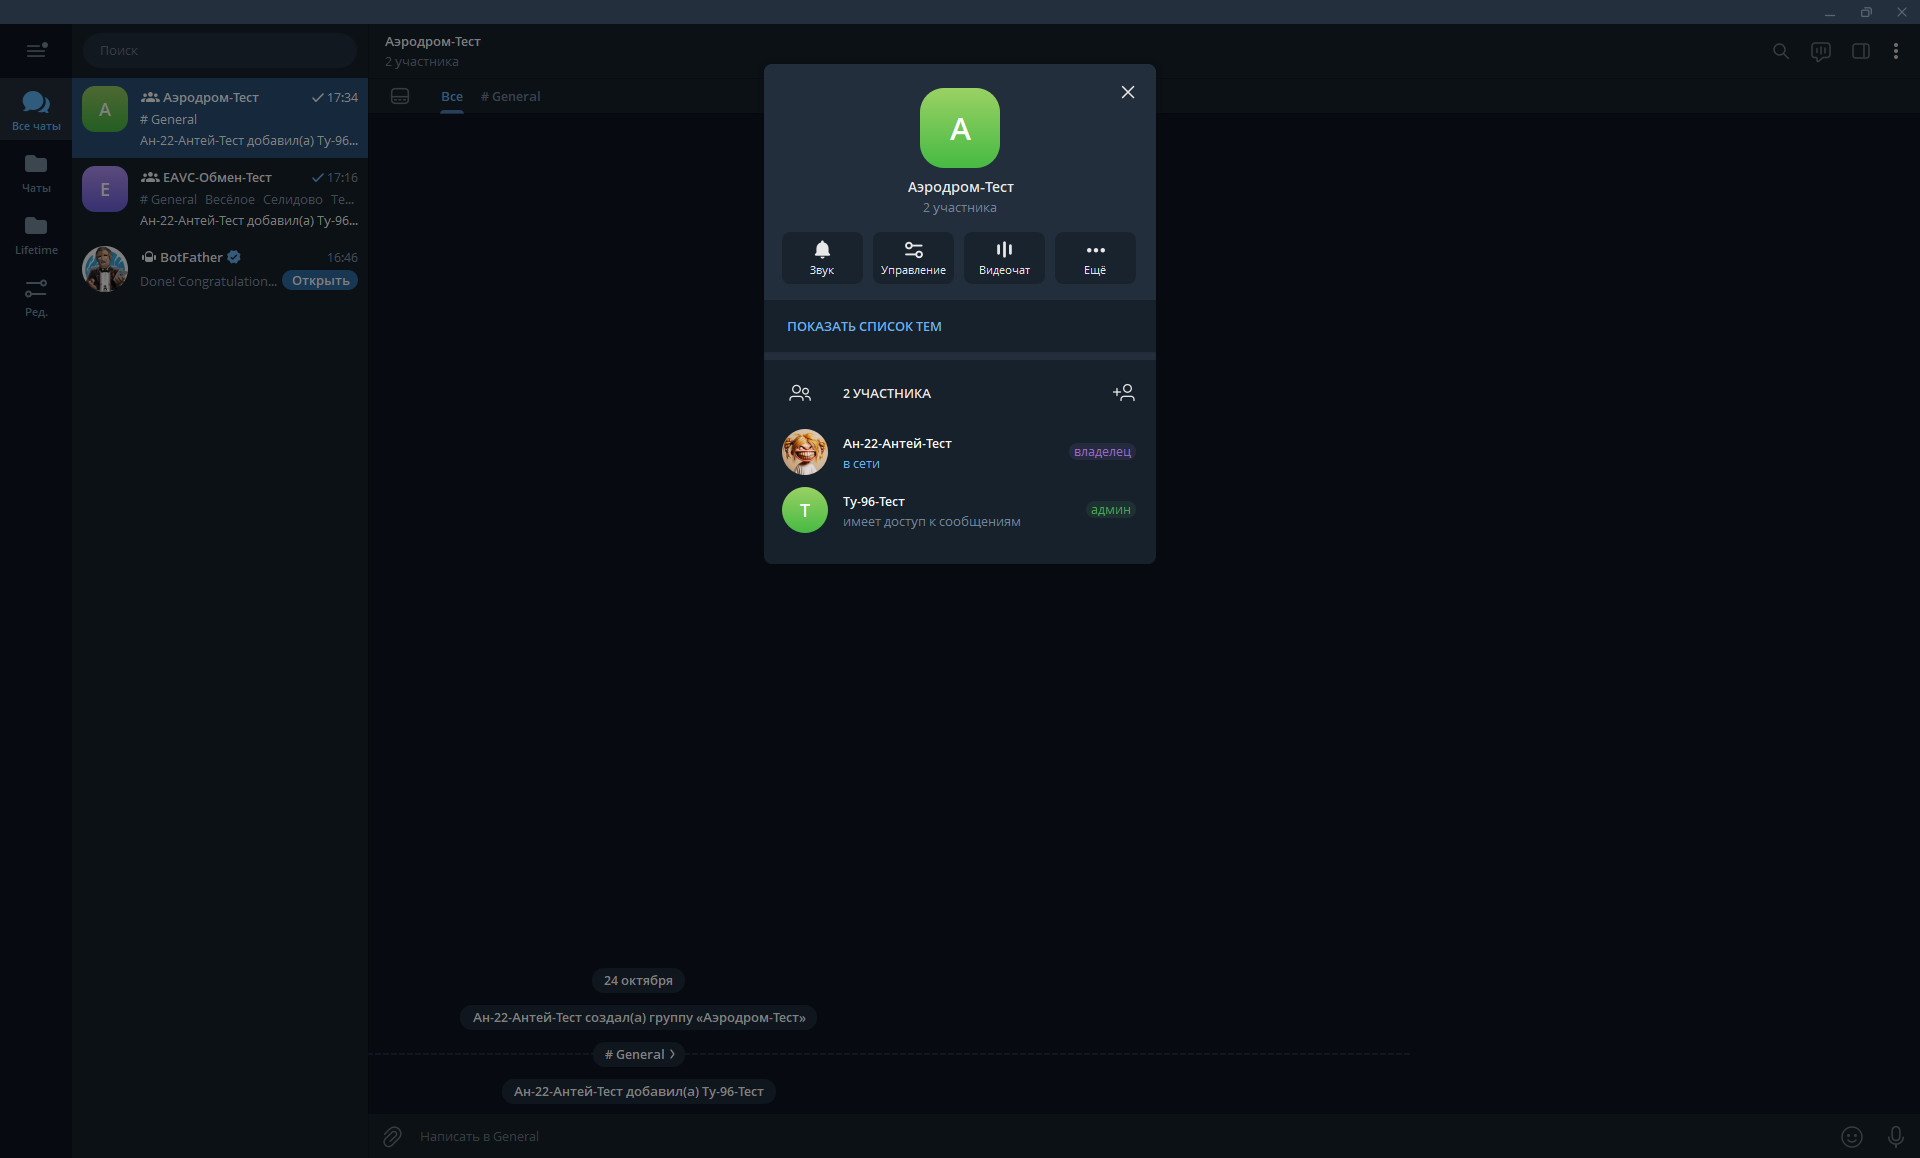 Поиск
Все чаты
Чаты
Lifetime
Ред.
А
Аэродром-Тест
17:34
# General
Ан-22-Антей-Тест добавил(а) Ту-96...
E
EAVC-Обмен-Тест
17:16
# General Весёлое Селидово Те...
Ан-22-Антей-Тест добавил(а) Ту-96...
BotFather
16:46
Done! Congratulation...
Открыть
Аэродром-Тест
2 участника
Все
# General
А
Аэродром-Тест
2 участника
Звук
Управление
Видеочат
Ещё
ПОКАЗАТЬ СПИСОК ТЕМ
2 УЧАСТНИКА
Ан-22-Антей-Тест
владелец
в сети
Т
Ту-96-Тест
админ
имеет доступ к сообщениям
24 октября
Ан-22-Антей-Тест создал(а) группу «Аэродром-Тест»
# General
Ан-22-Антей-Тест добавил(а) Ту-96-Тест
Написать в General